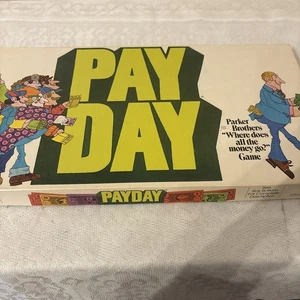 PAY
DAY
Parker
Brothers
"Where does
all the
money go?"
Game
PAYDAY